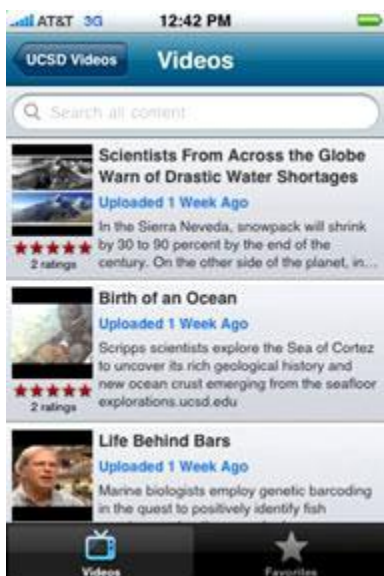 AT&T 3G 12:42 PM
UCSD Videos Videos
Search all content
Scientists From Across the Globe
Warn of Drastic Water Shortages
Uploaded 1 Week Ago
In the Sierra Neveda, snowpack will shrink
by 30 to 90 percent by the end of the
century. On the other side of the planet, in...
2 ratings
Birth of an Ocean
Uploaded 1 Week Ago
Scripps scientists explore the Sea of Cortez
to uncover its rich geological history and
new ocean crust emerging from the seafloor
explorations.ucsd.edu
2 ratings
Life Behind Bars
Uploaded 1 Week Ago
Marine biologists employ genetic barcoding
in the quest to positively identify fish
Videos Favorites